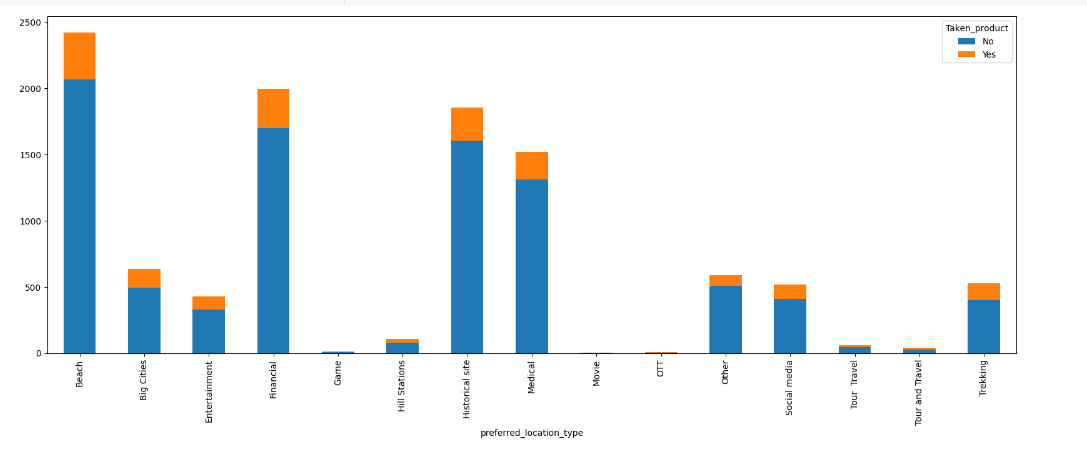 2500
2000
1500
1000
500
0
Taken_product
No
Yes
Beach
Big Cities
Entertainment
Financial
Game
Hill Stations
Historical site
Medical
Movie
OTT
Other
Social media
Tour  Travel
Tour and Travel
Trekking
preferred_location_type